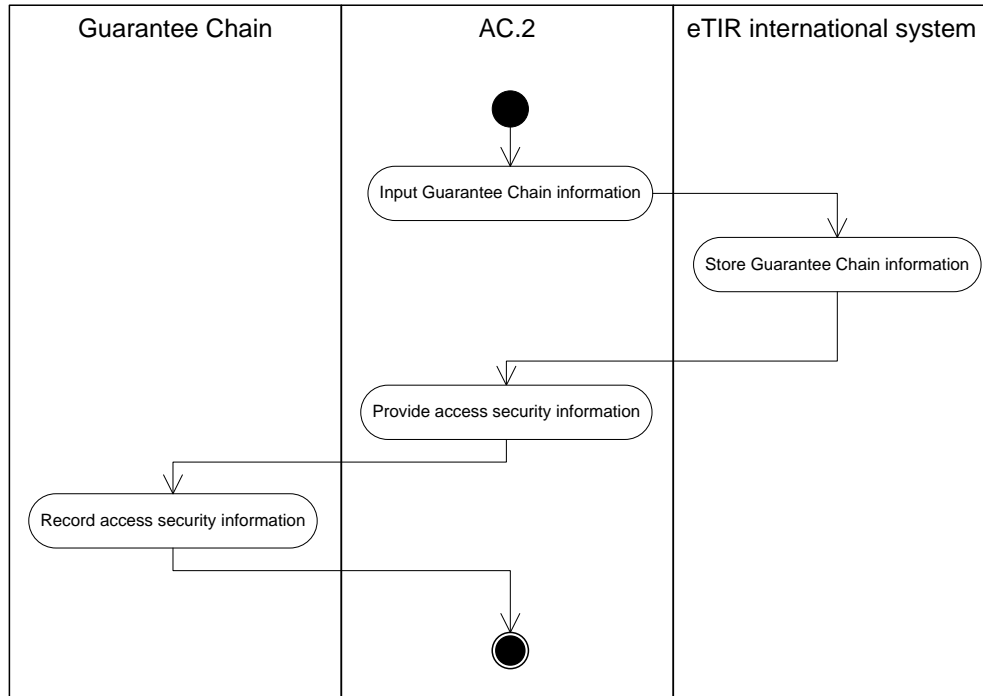 Guarantee Chain
AC.2
eTIR international system
Input Guarantee Chain information
Store Guarantee Chain information
Provide access security information
Record access security information